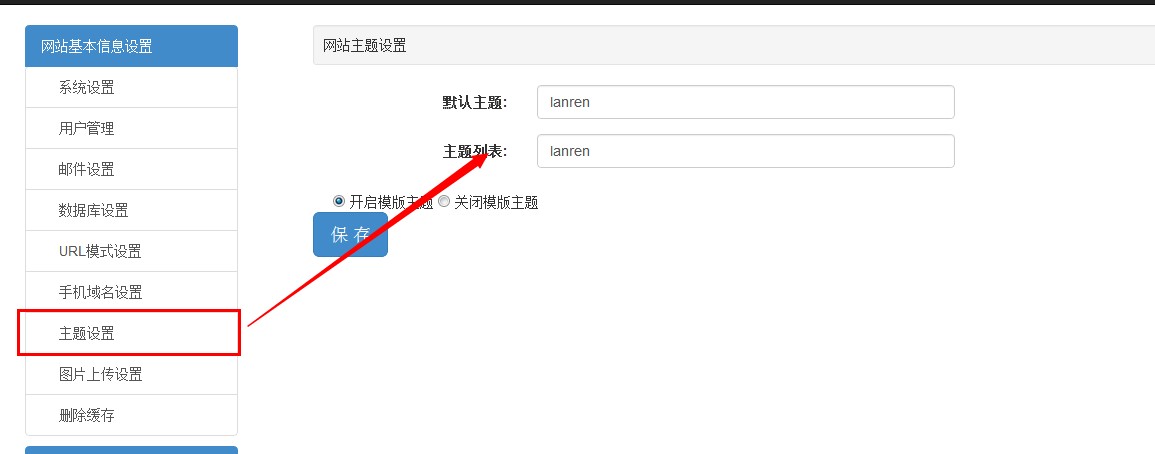 网站基本信息设置
系统设置
用户管理
邮件设置
数据库设置
URL模式设置
手机域名设置
主题设置
图片上传设置
删除缓存
网站主题设置
默认主题: lanren
主题列表: lanren
开启模版主题 关闭模版主题
保 存